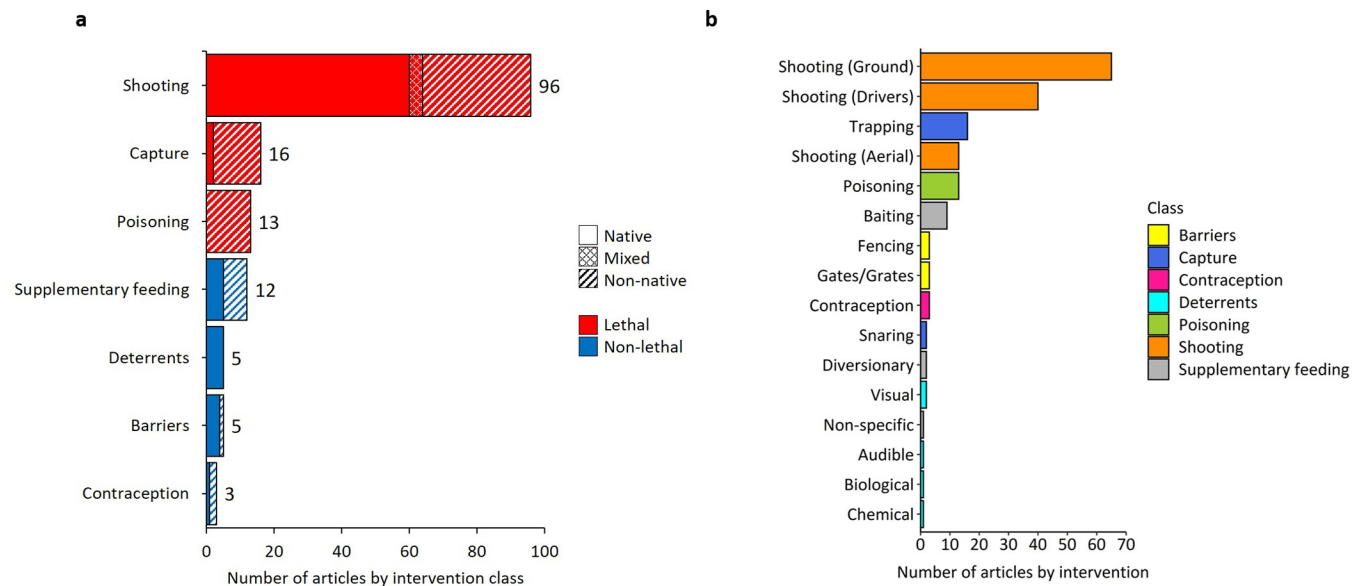 a
Shooting
96
Capture
16
Poisoning
13
Supplementary feeding
12
Deterrents
5
Barriers
5
Contraception
3
0 20 40 60 80 100
Number of articles by intervention class
Native
Mixed
Non-native
Lethal
Non-lethal
b
Shooting (Ground)
Shooting (Drivers)
Trapping
Shooting (Aerial)
Poisoning
Baiting
Fencing
Gates/Grates
Contraception
Snaring
Diversionary
Visual
Non-specific
Audible
Biological
Chemical
0 10 20 30 40 50 60 70
Number of articles by intervention
Class
Barriers
Capture
Contraception
Deterrents
Poisoning
Shooting
Supplementary feeding